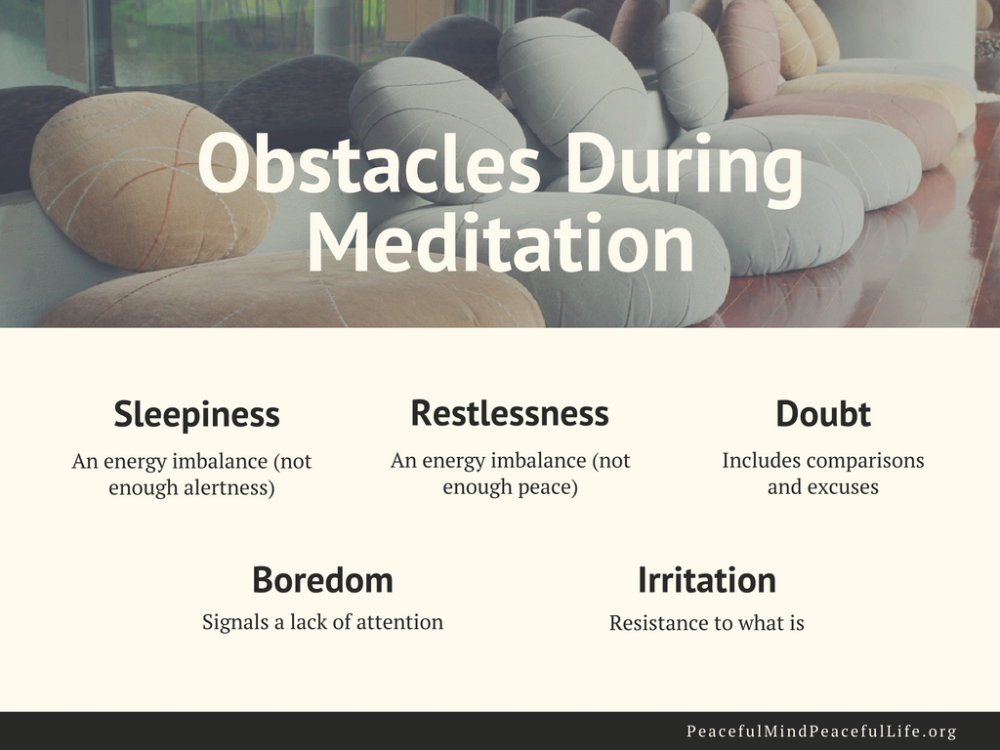 Obstacles During
Meditation
Sleepiness
An energy imbalance (not
enough alertness)
Restlessness
An energy imbalance (not
enough peace)
Doubt
Includes comparisons
and excuses
Boredom
Signals a lack of attention
Irritation
Resistance to what is
PeacefulMindPeacefulLife.org